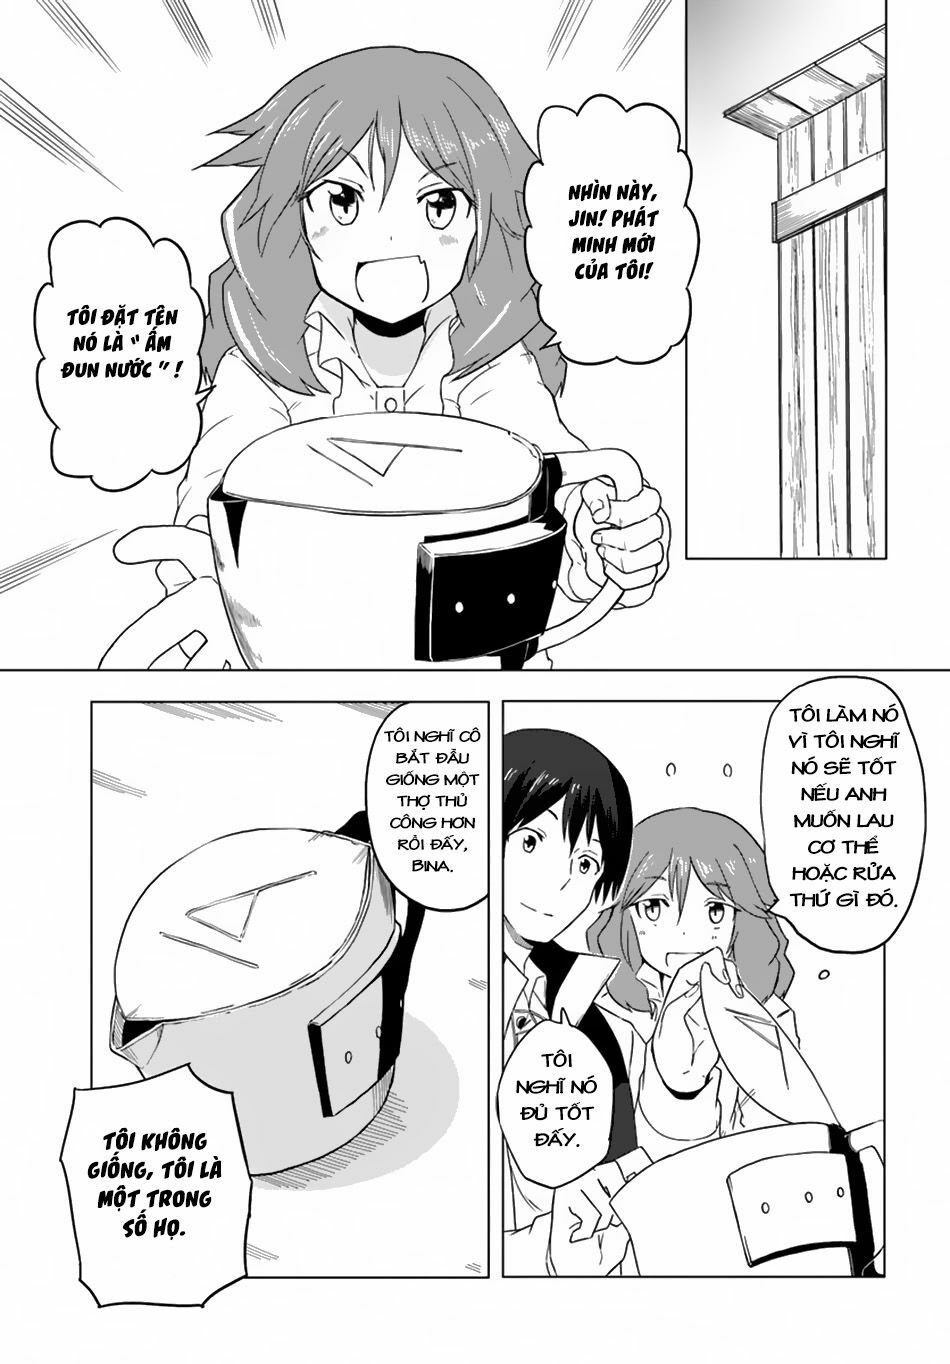 NHÌN NÀY,
JIN! PHÁT
MINH MỚI
CỦA TÔI!
TÔI ĐẶT TÊN
NÓ LÀ “ ẤM
ĐUN NƯỚC ” !
TÔI LÀM NÓ
VÌ TÔI NGHĨ
NÓ SẼ TỐT
NẾU ANH
MUỐN LAU
CƠ THỂ
HOẶC RỬA
THỨ GÌ ĐÓ.
TÔI
NGHĨ NÓ
ĐỦ TỐT
ĐẤY.
TÔI NGHĨ CÔ
BẮT ĐẦU
GIỐNG MỘT
THỢ THỦ
CÔNG HƠN
RỒI ĐẤY,
BINA.
TÔI KHÔNG
GIỐNG, TÔI LÀ
MỘT TRONG
SỐ HỌ.